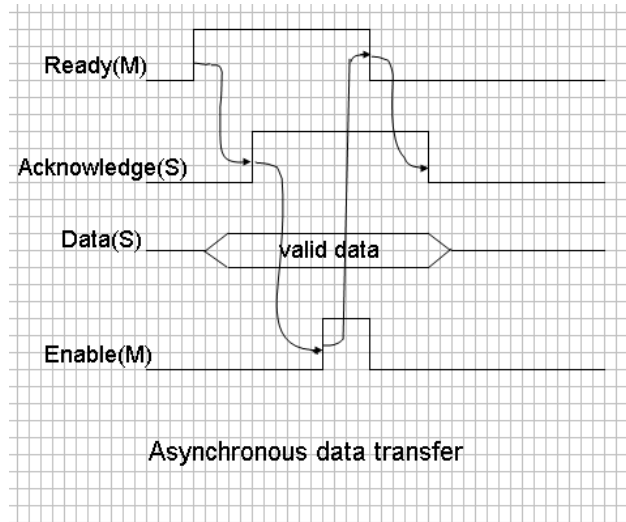 Ready(M)
Acknowledge(S)
Data(S)
valid data
Enable(M)
Asynchronous data transfer